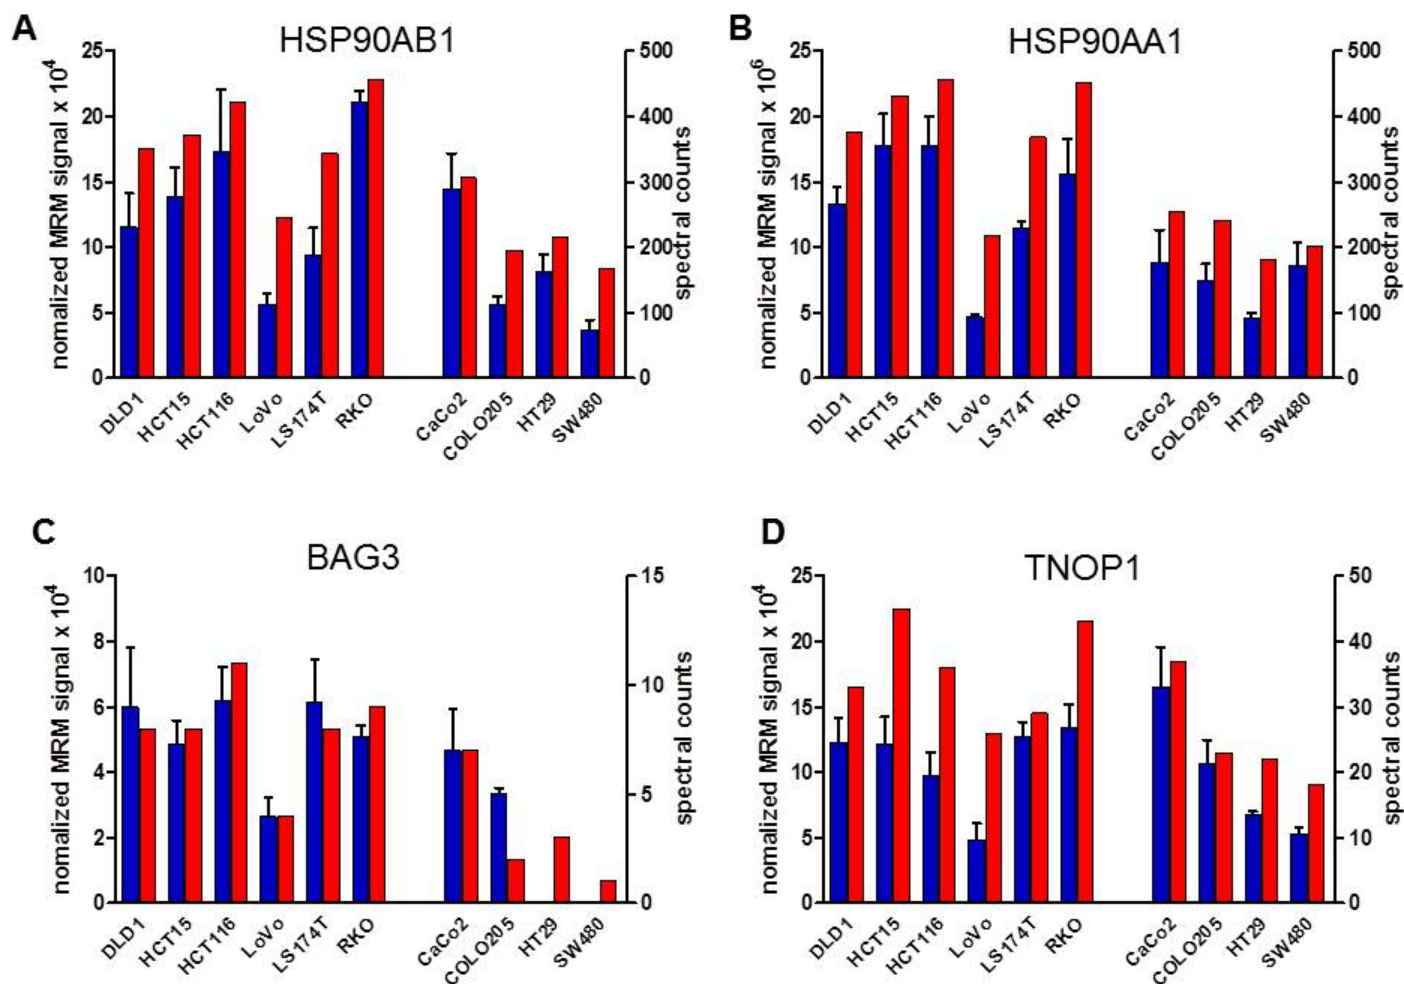 A
HSP90AB1
nomalized MRM signal x 10⁴
25
20
15
10
5
0
500
400
300
200
100
0
spectral counts
DLD1
HCT15
HCT116
LoVo
LS174T
RKO
CaCo2
COLO205
HT29
SW480
B
HSP90AA1
nomalized MRM signal x 10⁶
25
20
15
10
5
0
500
400
300
200
100
0
spectral counts
DLD1
HCT15
HCT116
LoVo
LS174T
RKO
CaCo2
COLO205
HT29
SW480
C
BAG3
nomalized MRM signal x 10⁴
10
8
6
4
2
0
15
10
5
0
spectral counts
DLD1
HCT15
HCT116
LoVo
LS174T
RKO
CaCo2
COLO205
HT29
SW480
D
TNOP1
nomalized MRM signal x 10⁴
25
20
15
10
5
0
50
40
30
20
10
0
spectral counts
DLD1
HCT15
HCT116
LoVo
LS174T
RKO
CaCo2
COLO205
HT29
SW480